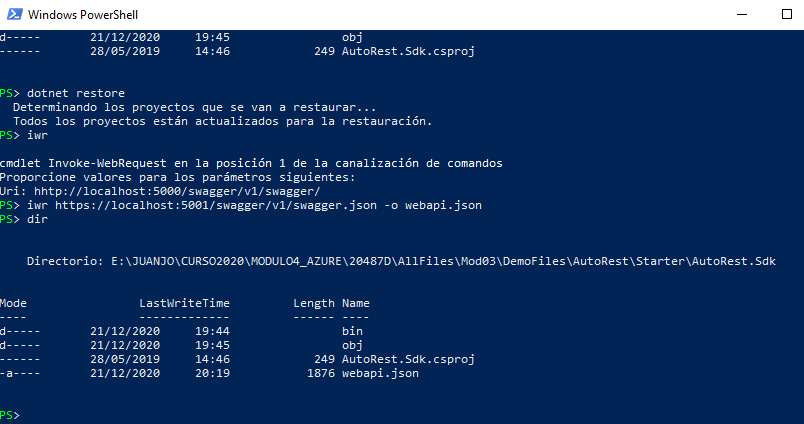 Windows PowerShell
d----- 21/12/2020 19:45 obj
------ 28/05/2019 14:46 249 AutoRest.Sdk.csproj
PS> dotnet restore
Determinando los proyectos que se van a restaurar...
Todos los proyectos están actualizados para la restauración.
PS> iwr
cmdlet Invoke-WebRequest en la posición 1 de la canalización de comandos
Proporcione valores para los parámetros siguientes:
Uri: hhtp://localhost:5000/swagger/v1/swagger/
PS> iwr https://localhost:5001/swagger/v1/swagger.json -o webapi.json
PS> dir
Directorio: E:\JUANJO\CURSO2020\MODULO4_AZURE\20487D\AllFiles\Mod03\DemoFiles\AutoRest\Starter\AutoRest.Sdk
Mode LastWriteTime Length Name
---- ------------- ------ ----
d----- 21/12/2020 19:44 bin
d----- 21/12/2020 19:45 obj
------ 28/05/2019 14:46 249 AutoRest.Sdk.csproj
-a---- 21/12/2020 20:19 1876 webapi.json
PS>